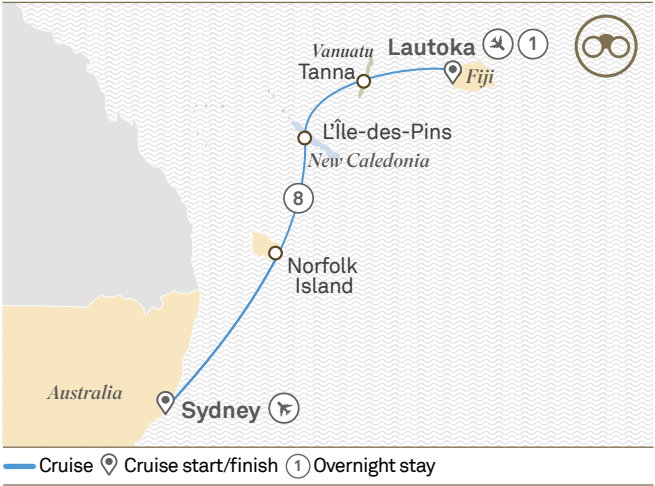 Vanuatu
Lautoka 1
Tanna
Fiji
L'Île-des-Pins
New Caledonia
8
Norfolk
Island
Australia
Sydney
Cruise Cruise start/finish 1 Overnight stay